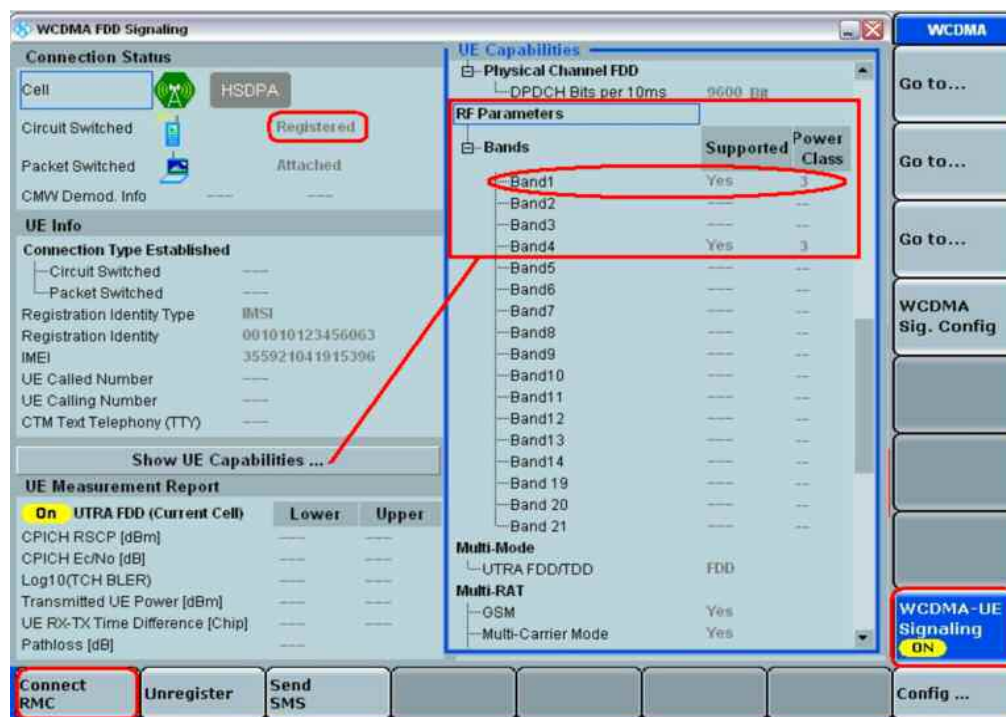 WCDMA FDD Signaling
WCDMA
Connection Status
Cell
HSDPA
Circuit Switched
Registered
Packet Switched
Attached
CMW Demod. Info --- ---
UE Info
Connection Type Established
Circuit Switched ---
Packet Switched ---
Registration Identity Type IMSI
Registration Identity 001010123456063
IMEI 355921041915396
UE Called Number ---
UE Calling Number ---
CTM Text Telephony (TTY) ---
Show UE Capabilities ...
UE Measurement Report
On UTRA FDD (Current Cell) Lower Upper
CPICH RSCP [dBm] --- ---
CPICH Ec/No [dB] --- ---
Log10(TCH BLER) --- ---
Transmitted UE Power [dBm] --- ---
UE RX-TX Time Difference [Chip] --- ---
Pathloss [dB] ---
UE Capabilities
Physical Channel FDD
DPDCH Bits per 10ms 9600 Bit
RF Parameters
Bands Supported Power Class
Band1 Yes 3
Band2 --- --
Band3 --- --
Band4 Yes 3
Band5 --- --
Band6 --- --
Band7 --- --
Band8 --- --
Band9 --- --
Band10 --- --
Band11 --- --
Band12 --- --
Band13 --- --
Band14 --- --
Band 19 --- --
Band 20 --- --
Band 21 --- --
Multi-Mode
UTRA FDD/TDD FDD
Multi-RAT
GSM Yes
Multi-Carrier Mode Yes
Go to...
Go to...
Go to...
WCDMA
Sig. Config
WCDMA-UE
Signaling
ON
Connect
RMC
Unregister
Send
SMS
Config ...